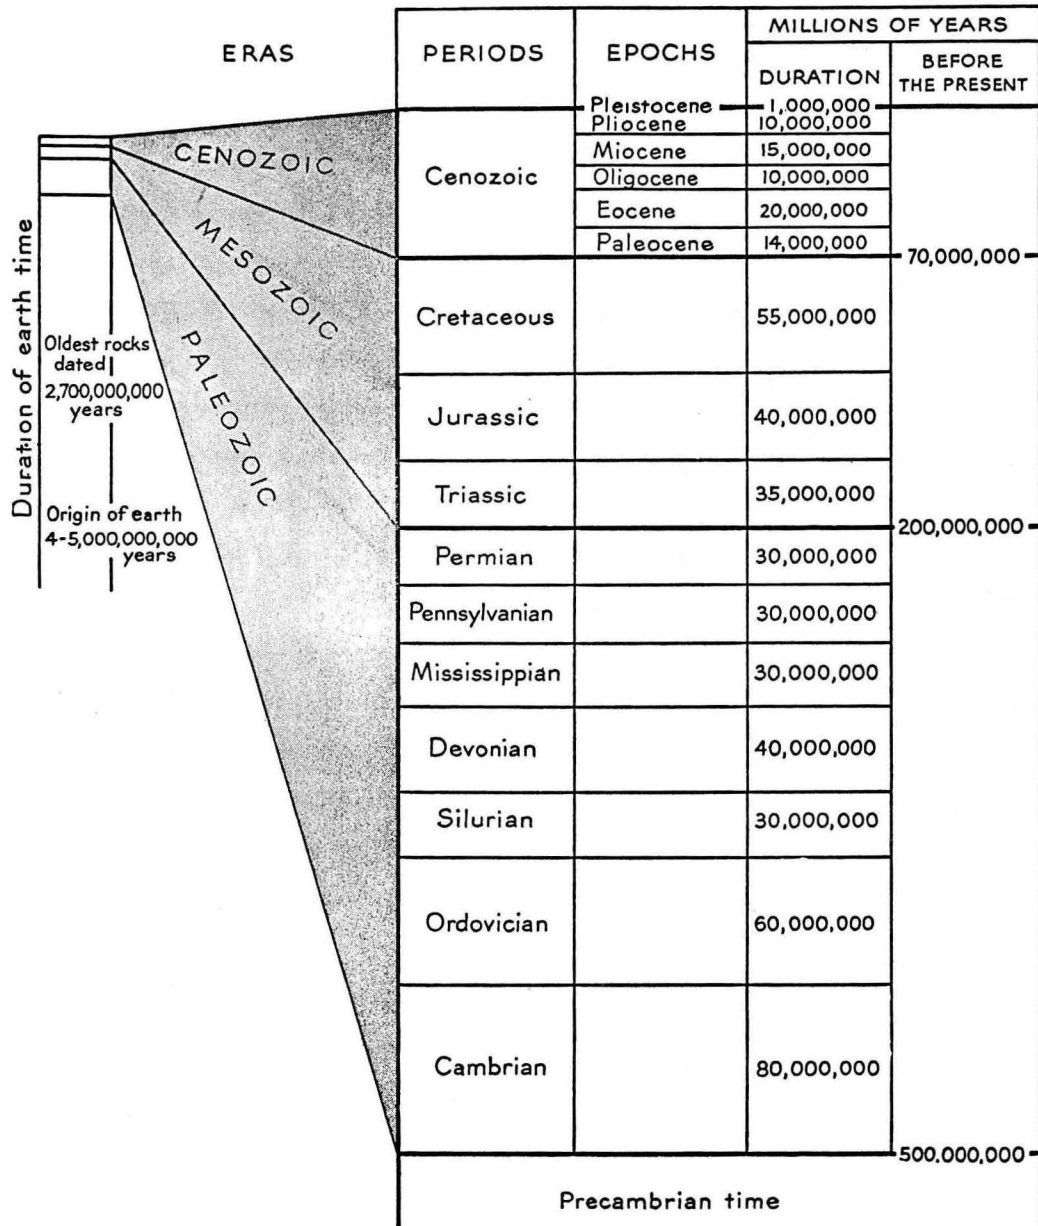 ERAS
PERIODS
EPOCHS
MILLIONS OF YEARS
DURATION
BEFORE
THE PRESENT
CENOZOIC
MESOZOIC
PALEOZOIC
Duration of earth time
Oldest rocks
dated
2,700,000,000
years
Origin of earth
4-5,000,000,000
years
Cenozoic
Pleistocene 1,000,000
Pliocene 10,000,000
Miocene 15,000,000
Oligocene 10,000,000
Eocene 20,000,000
Paleocene 14,000,000
70,000,000
Cretaceous 55,000,000
Jurassic 40,000,000
Triassic 35,000,000
200,000,000
Permian 30,000,000
Pennsylvanian 30,000,000
Mississippian 30,000,000
Devonian 40,000,000
Silurian 30,000,000
Ordovician 60,000,000
Cambrian 80,000,000
500.000,000
Precambrian time